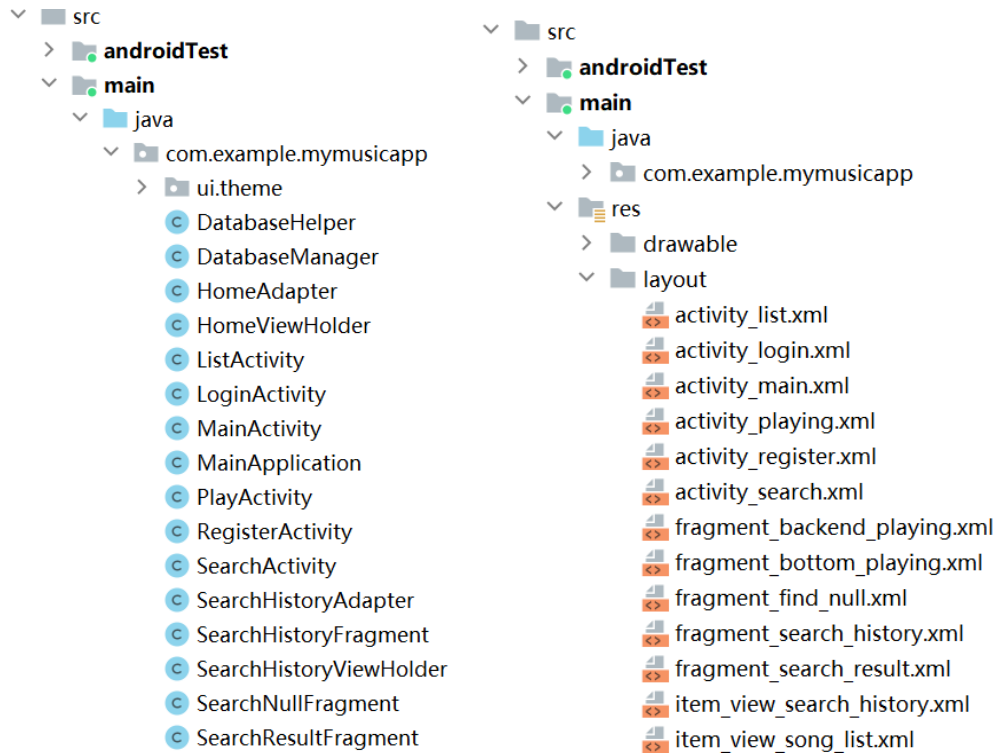 src
androidTest
main
java
com.example.mymusicapp
ui.theme
DatabaseHelper
DatabaseManager
HomeAdapter
HomeViewHolder
ListActivity
LoginActivity
MainActivity
MainApplication
PlayActivity
RegisterActivity
SearchActivity
SearchHistoryAdapter
SearchHistoryFragment
SearchHistoryViewHolder
SearchNullFragment
SearchResultFragment
src
androidTest
main
java
com.example.mymusicapp
res
drawable
layout
activity_list.xml
activity_login.xml
activity_main.xml
activity_playing.xml
activity_register.xml
activity_search.xml
fragment_backend_playing.xml
fragment_bottom_playing.xml
fragment_find_null.xml
fragment_search_history.xml
fragment_search_result.xml
item_view_search_history.xml
item_view_song_list.xml